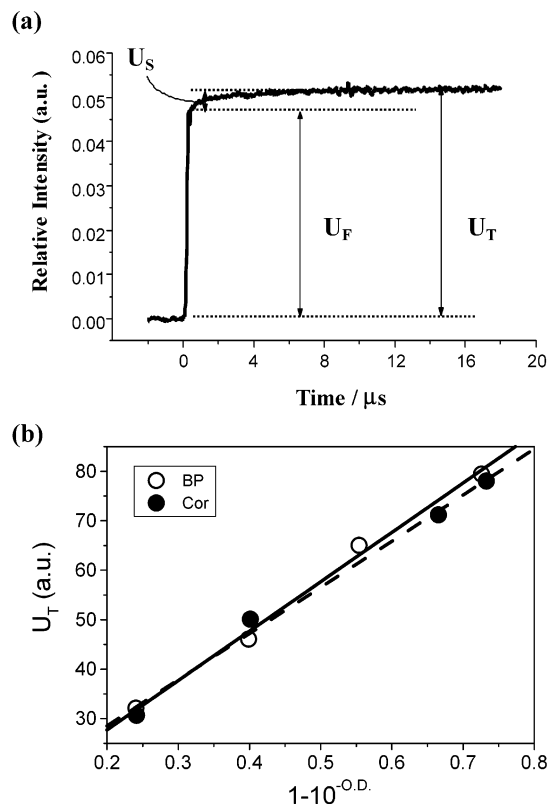 (a)
0.06
0.05
0.04
0.03
0.02
0.01
0.00
Relative Intensity (a.u.)
U_S
U_F
U_T
0 4 8 12 16 20
Time / μs
(b)
80
70
60
50
40
30
U_T (a.u.)
BP
Cor
0.2 0.3 0.4 0.5 0.6 0.7 0.8
1-10^-O.D.